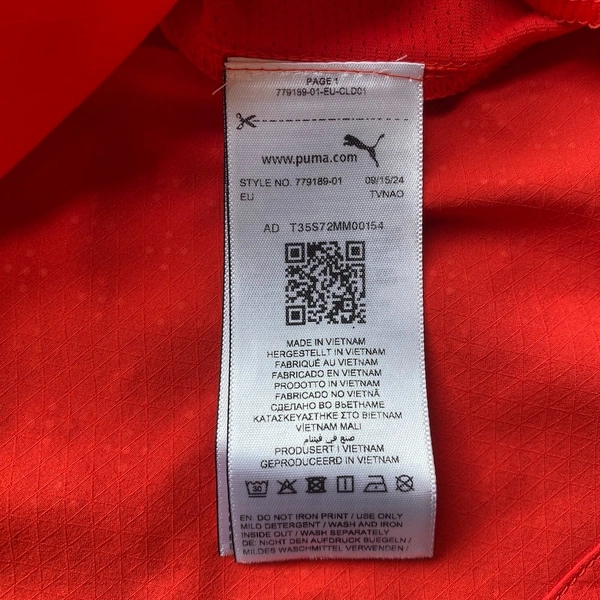 PAGE 1
779189-01-EU-CLD01
www.puma.com
STYLE NO. 779189-01 09/15/24
EU TVNAO
AD T35S72MM00154
MADE IN VIETNAM
HERGESTELLT IN VIETNAM
FABRIQUÉ AU VIETNAM
FABRICADO EN VIETNAM
PRODOTTO IN VIETNAM
FABRICADO NO VIETNÃ
СДЕЛАНО ВО ВЬЕТНАМЕ
ΚΑΤΑΣΚΕΥΑΣΤΗΚΕ ΣΤΟ ΒΙΕΤΝΑΜ
VİETNAM MALI
صنع في فيتنام
PRODUSERT I VIETNAM
GEPRODUCEERD IN VIETNAM
30
EN: DO NOT IRON PRINT / USE ONLY
MILD DETERGENT / WASH AND IRON
INSIDE OUT / WASH SEPARATELY
DE: NICHT DEN AUFDRUCK BUEGELN /
MILDES WASCHMITTEL VERWENDEN /